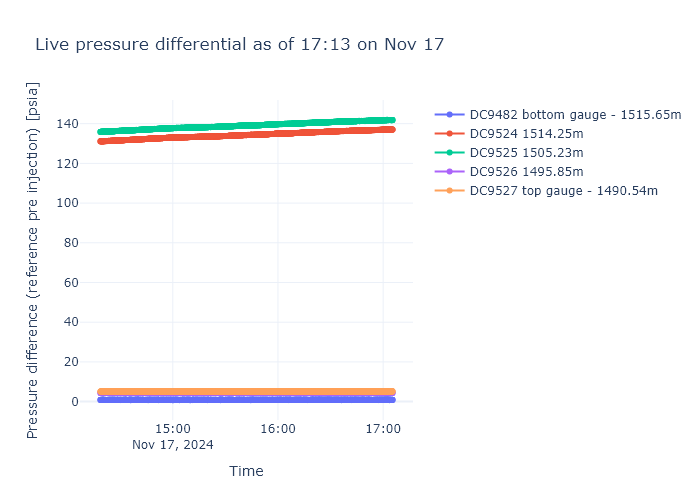 Live pressure differential as of 17:13 on Nov 17
Pressure difference (reference pre injection) [psia]
140
120
100
80
60
40
20
0
15:00
Nov 17, 2024
16:00
17:00
Time
DC9482 bottom gauge - 1515.65m
DC9524 1514.25m
DC9525 1505.23m
DC9526 1495.85m
DC9527 top gauge - 1490.54m